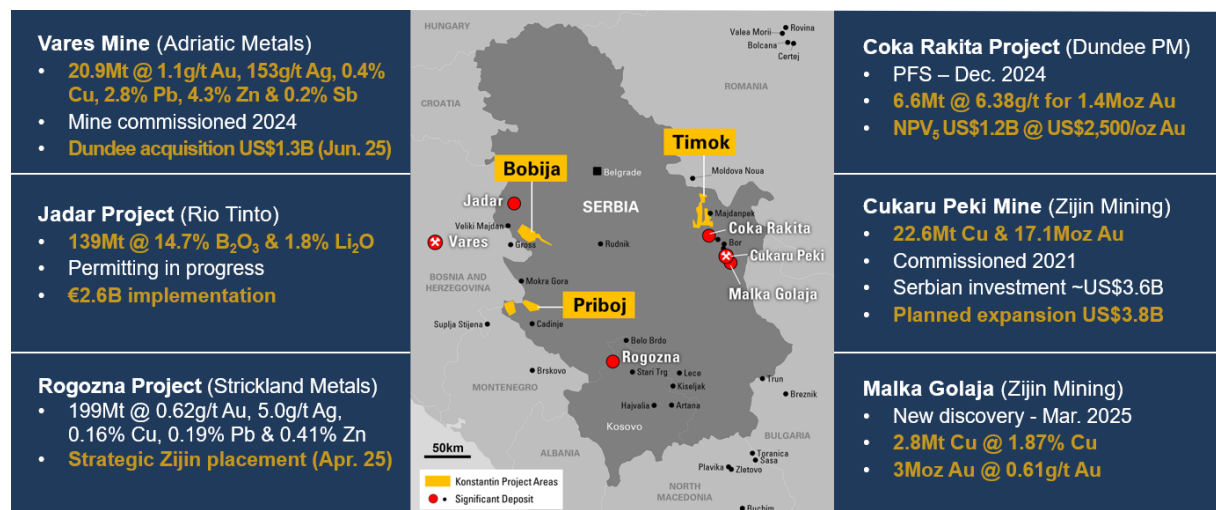 Vares Mine (Adriatic Metals)
• 20.9Mt @ 1.1g/t Au, 153g/t Ag, 0.4%
Cu, 2.8% Pb, 4.3% Zn & 0.2% Sb
• Mine commissioned 2024
• Dundee acquisition US$1.3B (Jun. 25)
Jadar Project (Rio Tinto)
• 139Mt @ 14.7% B₂O₃ & 1.8% Li₂O
• Permitting in progress
• €2.6B implementation
Rogozna Project (Strickland Metals)
• 199Mt @ 0.62g/t Au, 5.0g/t Ag,
0.16% Cu, 0.19% Pb & 0.41% Zn
• Strategic Zijin placement (Apr. 25)
HUNGARY
Rovina
Valea Morii
Bolcana
Certej
CROATIA
ROMANIA
Timok
Bobija
Moldova Noua
Belgrade
Jadar
SERBIA
Majdanpek
Veliki Majdan
Coka Rakita
Vares
Gross
Rudnik
Bor
Cukaru Peki
BOSNIA AND
HERZEGOVINA
Mokra Gora
Malka Golaja
Priboj
Suplja Stijena
Cadinje
Belo Brdo
Rogozna
Brskovo
Stari Trg
Lece
Trun
Kiseljak
MONTENEGRO
Breznik
Hajvalia
Artana
Kosovo
BULGARIA
50km
ALBANIA
Toranica
Sasa
Plavika
Zletovo
Konstantin Project Areas
Significant Deposit
NORTH
MACEDONIA
Buchim
Coka Rakita Project (Dundee PM)
• PFS – Dec. 2024
• 6.6Mt @ 6.38g/t for 1.4Moz Au
• NPV₅ US$1.2B @ US$2,500/oz Au
Cukaru Peki Mine (Zijin Mining)
• 22.6Mt Cu & 17.1Moz Au
• Commissioned 2021
• Serbian investment ~US$3.6B
• Planned expansion US$3.8B
Malka Golaja (Zijin Mining)
• New discovery - Mar. 2025
• 2.8Mt Cu @ 1.87% Cu
• 3Moz Au @ 0.61g/t Au